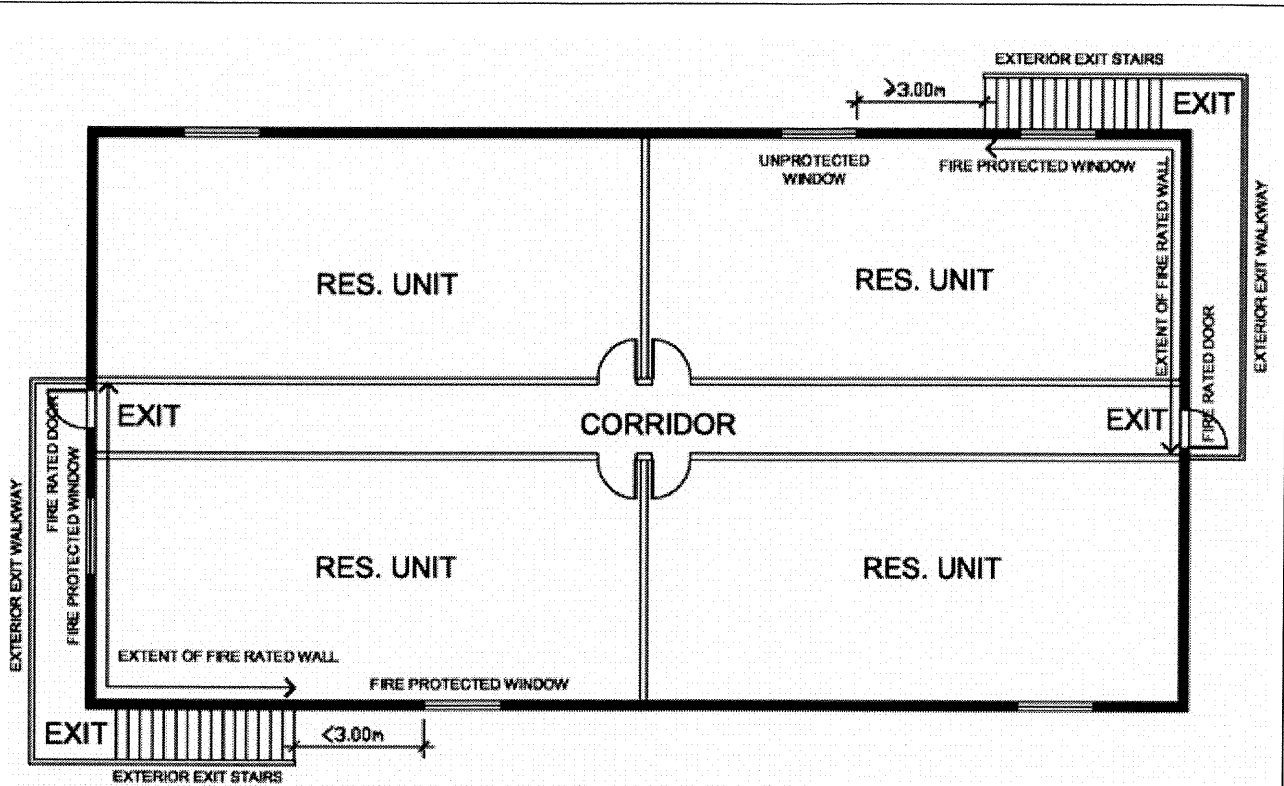 EXTERIOR EXIT STAIRS
≥3.00m
EXIT
UNPROTECTED
WINDOW
FIRE PROTECTED WINDOW
EXTENT OF FIRE RATED WALL
EXTERIOR EXIT WALKWAY
RES. UNIT
RES. UNIT
FIRE RATED DOOR
EXIT
CORRIDOR
EXIT
FIRE RATED DOOR
FIRE PROTECTED WINDOW
EXTERIOR EXIT WALKWAY
RES. UNIT
RES. UNIT
EXTENT OF FIRE RATED WALL
FIRE PROTECTED WINDOW
EXIT
<3.00m
EXTERIOR EXIT STAIRS